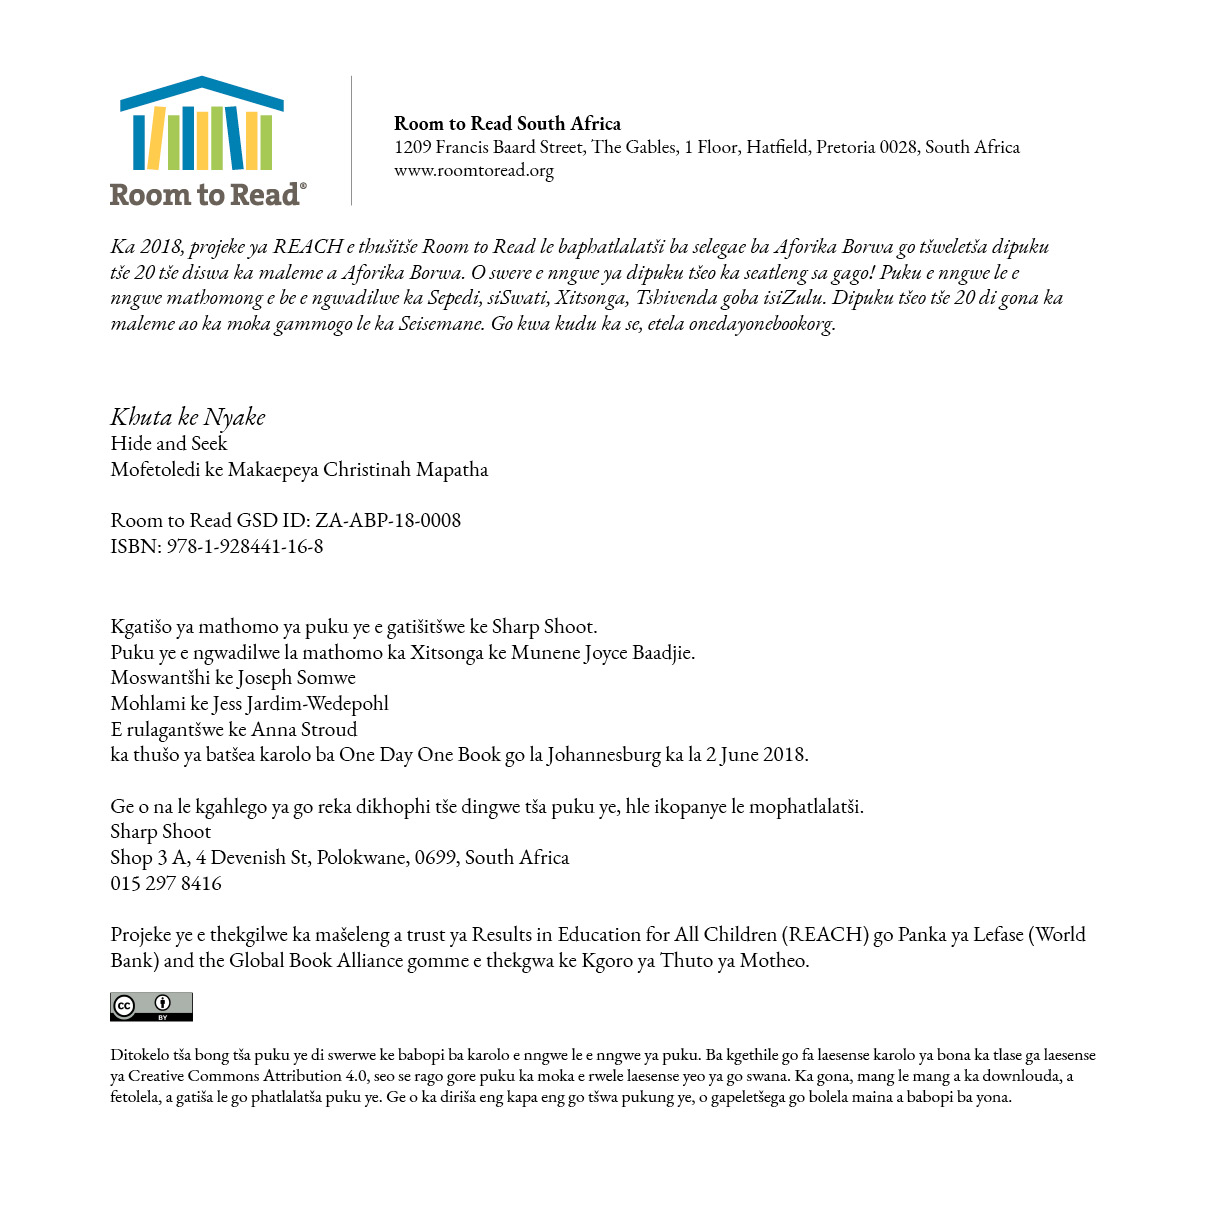 Room to Read®
Room to Read South Africa
1209 Francis Baard Street, The Gables, 1 Floor, Hatfield, Pretoria 0028, South Africa
www.roomtoread.org
Ka 2018, projeke ya REACH e thušitše Room to Read le baphatlalatši ba selegae ba Aforika Borwa go tšweletša dipuku
tše 20 tše diswa ka maleme a Aforika Borwa. O swere e nngwe ya dipuku tšeo ka seatleng sa gago! Puku e nngwe le e
nngwe mathomong e be e ngwadilwe ka Sepedi, siSwati, Xitsonga, Tshivenda goba isiZulu. Dipuku tšeo tše 20 di gona ka
maleme ao ka moka gammogo le ka Seisemane. Go kwa kudu ka se, etela onedayonebookorg.
Khuta ke Nyake
Hide and Seek
Mofetoledi ke Makaepeya Christinah Mapatha
Room to Read GSD ID: ZA-ABP-18-0008
ISBN: 978-1-928441-16-8
Kgatišo ya mathomo ya puku ye e gatišitšwe ke Sharp Shoot.
Puku ye e ngwadilwe la mathomo ka Xitsonga ke Munene Joyce Baadjie.
Moswantšhi ke Joseph Somwe
Mohlami ke Jess Jardim-Wedepohl
E rulagantšwe ke Anna Stroud
ka thušo ya batšea karolo ba One Day One Book go la Johannesburg ka la 2 June 2018.
Ge o na le kgahlego ya go reka dikhophi tše dingwe tša puku ye, hle ikopanye le mophatlalatši.
Sharp Shoot
Shop 3 A, 4 Devenish St, Polokwane, 0699, South Africa
015 297 8416
Projeke ye e thekgilwe ka mašeleng a trust ya Results in Education for All Children (REACH) go Panka ya Lefase (World
Bank) and the Global Book Alliance gomme e thekgwa ke Kgoro ya Thuto ya Motheo.
cc BY
Ditokelo tša bong tša puku ye di swerwe ke babopi ba karolo e nngwe le e nngwe ya puku. Ba kgethile go fa laesense karolo ya bona ka tlase ga laesense
ya Creative Commons Attribution 4.0, seo se rago gore puku ka moka e rwele laesense yeo ya go swana. Ka gona, mang le mang a ka downlouda, a
fetolela, a gatiša le go phatlalatša puku ye. Ge o ka diriša eng kapa eng go tšwa pukung ye, o gapeletšega go bolela maina a babopi ba yona.